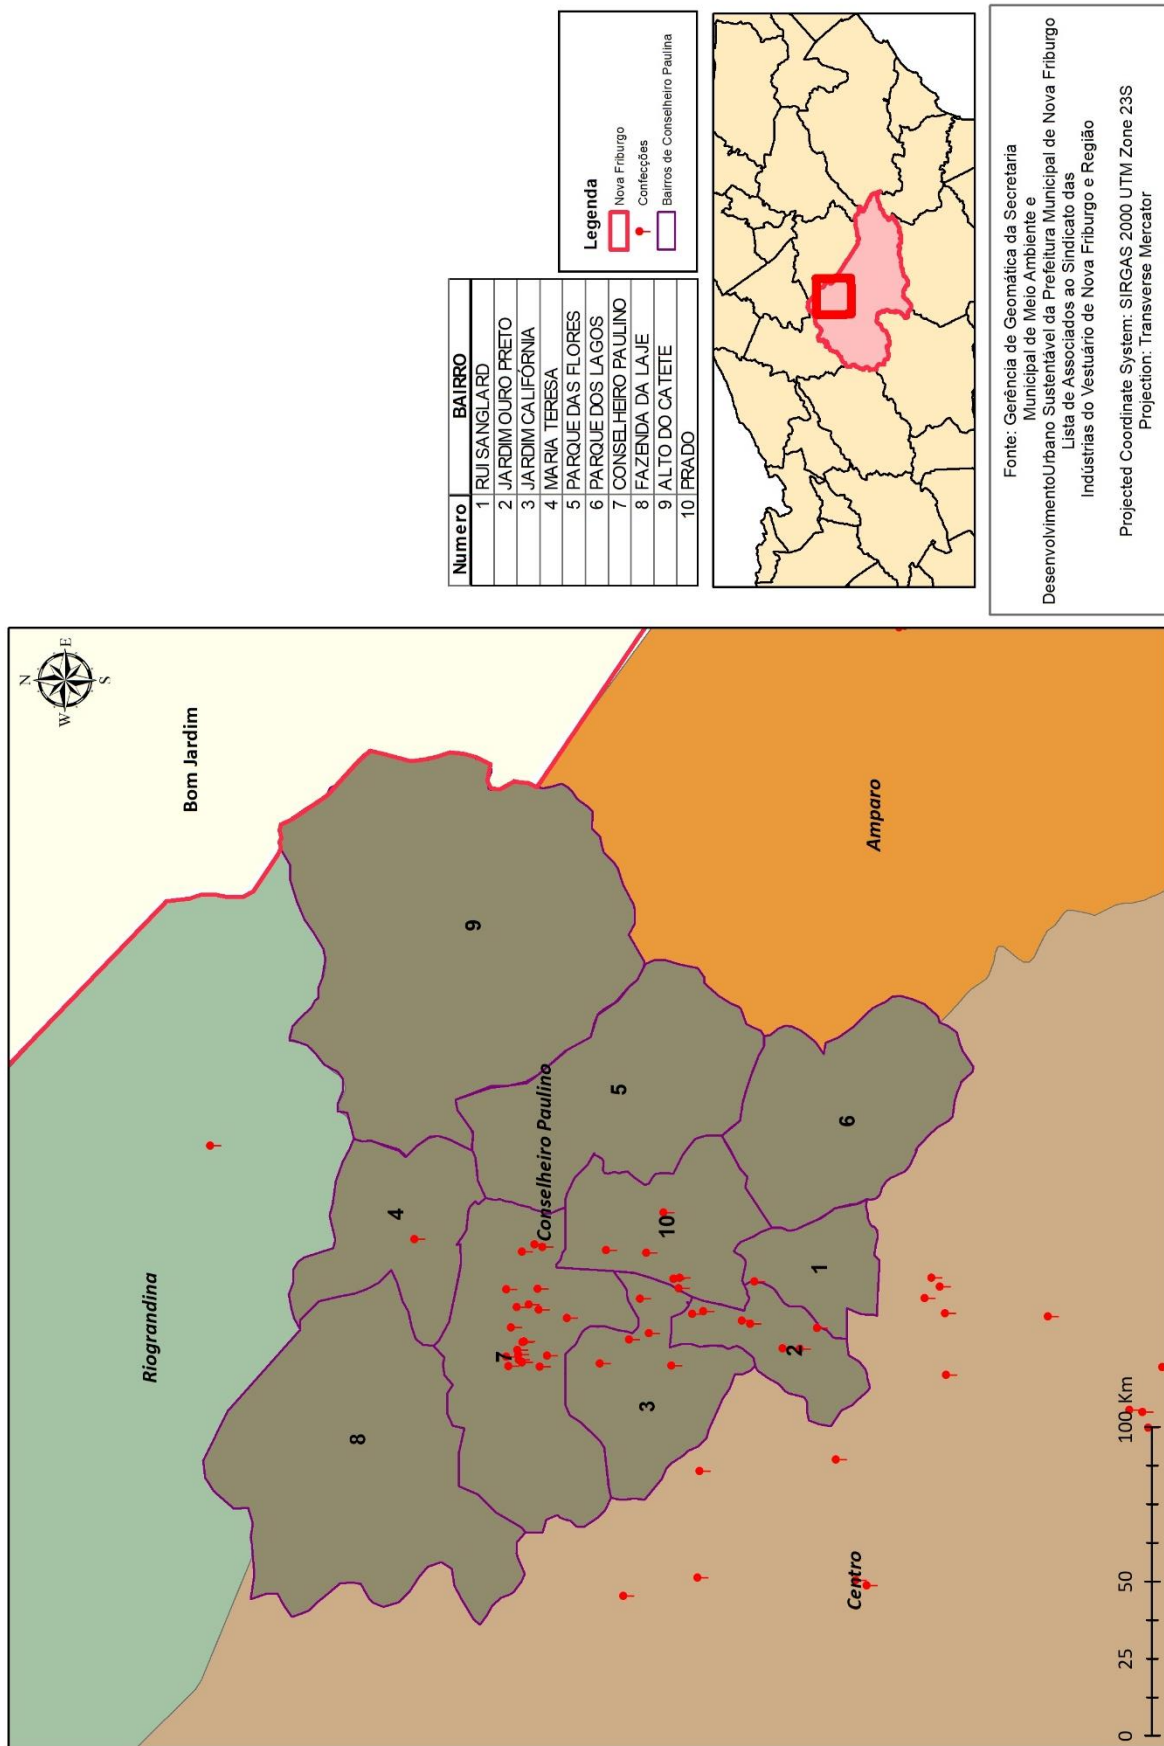 N
W
E
S
Bom Jardim
Riograndina
9
4
8
Conselheiro Paulino
7
5
10
3
6
1
2
Amparo
Centro
0 25 50 100 Km
Numero BAIRRO
1 RUI SANGLARD
2 JARDIM OURO PRETO
3 JARDIM CALIFÓRNIA
4 MARIA TERESA
5 PARQUE DAS FLORES
6 PARQUE DOS LAGOS
7 CONSELHEIRO PAULINO
8 FAZENDA DA LAJE
9 ALTO DO CATETE
10 PRADO
Legenda
Nova Friburgo
Confecções
Bairros de Conselheiro Paulina
Fonte: Gerência de Geomática da Secretaria
Municipal de Meio Ambiente e
DesenvolvimentoUrbano Sustentável da Prefeitura Municipal de Nova Friburgo
Lista de Associados ao Sindicato das
Indústrias do Vestuário de Nova Friburgo e Região
Projected Coordinate System: SIRGAS 2000 UTM Zone 23S
Projection: Transverse Mercator